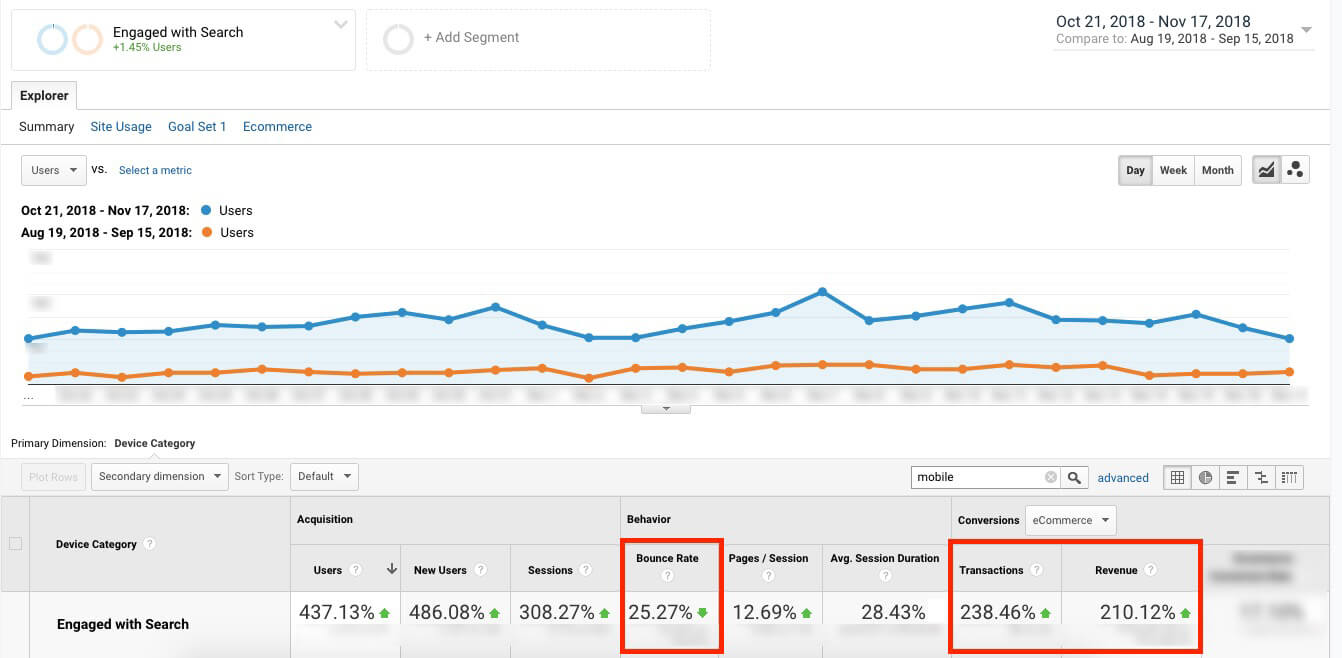 Engaged with Search
+1.45% Users
+ Add Segment
Oct 21, 2018 - Nov 17, 2018
Compare to: Aug 19, 2018 - Sep 15, 2018
Explorer
Summary Site Usage Goal Set 1 Ecommerce
Users VS. Select a metric
Day Week Month
Oct 21, 2018 - Nov 17, 2018: Users
Aug 19, 2018 - Sep 15, 2018: Users
...
Primary Dimension: Device Category
Plot Rows Secondary dimension Sort Type: Default mobile advanced
Acquisition Behavior Conversions eCommerce
Device Category ?
Users ? New Users ? Sessions ? Bounce Rate ? Pages / Session ? Avg. Session Duration ? Transactions ? Revenue ?
Engaged with Search 437.13% 486.08% 308.27% 25.27% 12.69% 28.43% 238.46% 210.12%